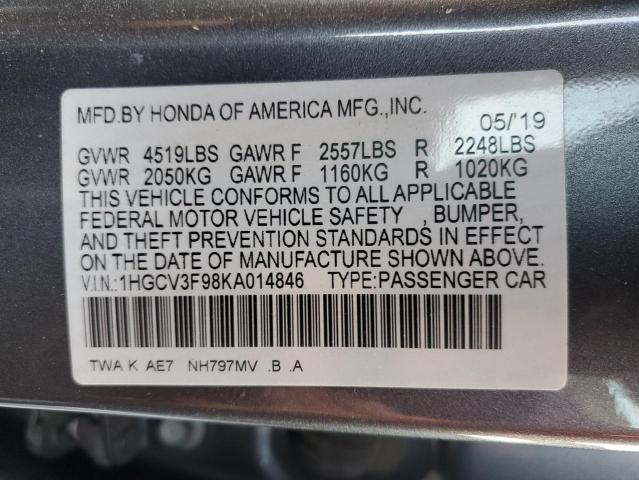 MFD.BY HONDA OF AMERICA MFG.,INC. 05/'19
GVWR 4519LBS GAWR F 2557LBS R 2248LBS
GVWR 2050KG GAWR F 1160KG R 1020KG
THIS VEHICLE CONFORMS TO ALL APPLICABLE
FEDERAL MOTOR VEHICLE SAFETY , BUMPER,
AND THEFT PREVENTION STANDARDS IN EFFECT
ON THE DATE OF MANUFACTURE SHOWN ABOVE.
V.I.N.:1HGCV3F98KA014846 TYPE:PASSENGER CAR
TWA K AE7 NH797MV .B .A